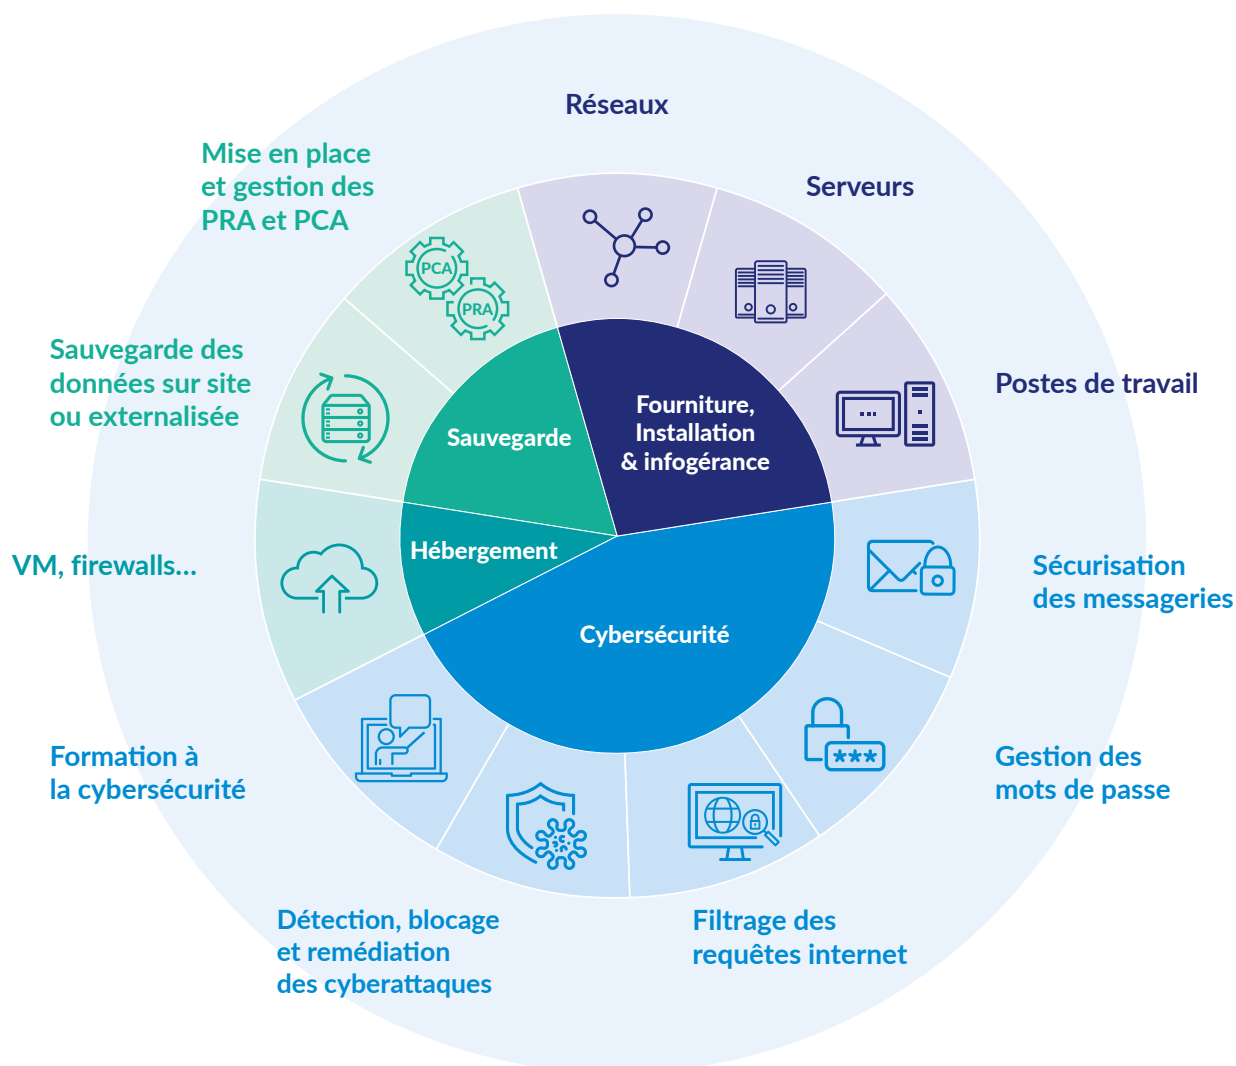 Réseaux
Serveurs
Postes de travail
Sécurisation
des messageries
Gestion des
mots de passe
Filtrage des
requêtes internet
Détection, blocage
et remédiation
des cyberattaques
Formation à
la cybersécurité
VM, firewalls...
Sauvegarde des
données sur site
ou externalisée
Mise en place
et gestion des
PRA et PCA
PCA
PRA
***
Fourniture,
Installation
& infogérance
Sauvegarde
Hébergement
Cybersécurité